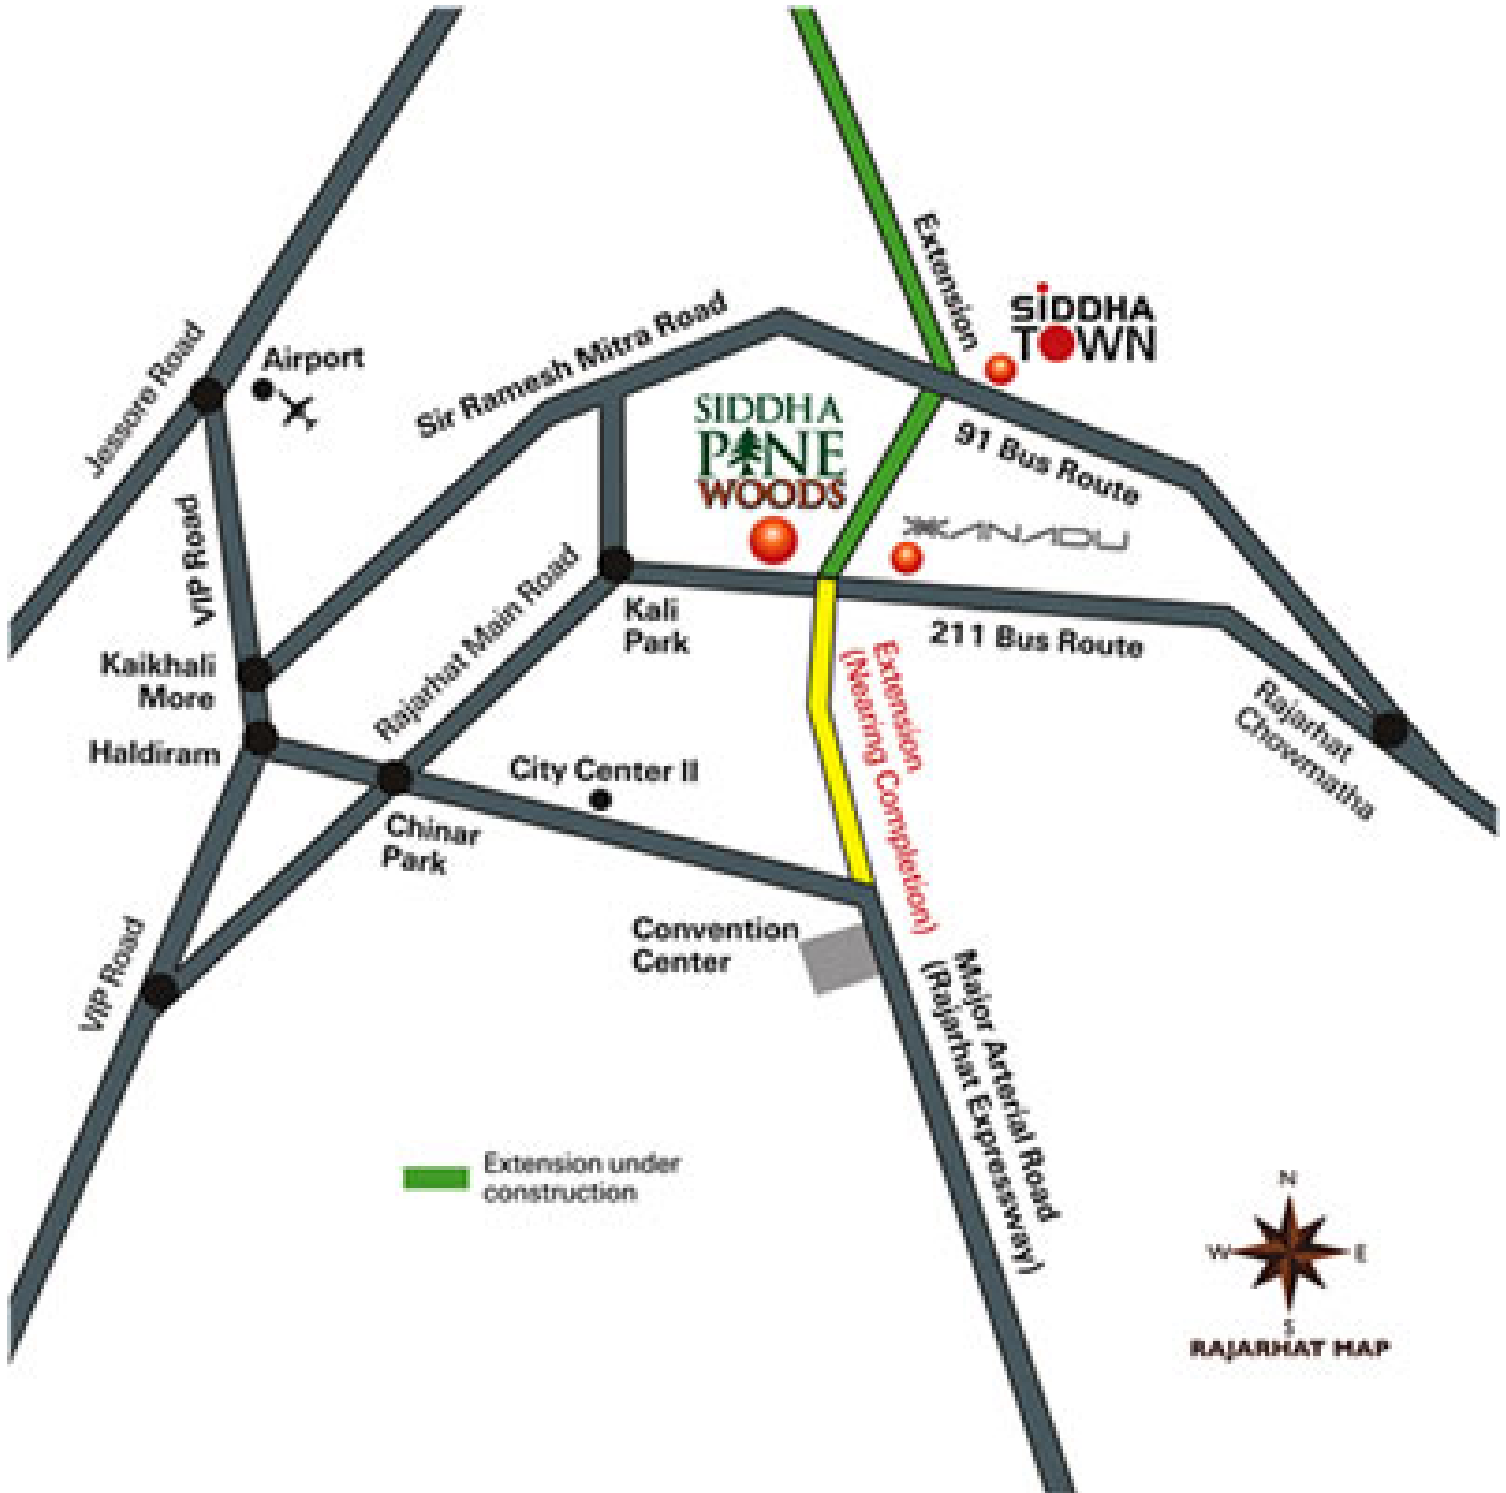 Extension
SIDDHA
TOWN
Sir Ramesh Mitra Road
Jessore Road
Airport
SIDDHA
PINE
WOODS
91 Bus Route
XANADU
VIP Road
Rajarhat Main Road
Kali
Park
211 Bus Route
Kaikhali
More
Haldiram
Extension
(Nearing Completion)
Rajarhat
Chowmatha
City Center II
Chinar
Park
Convention
Center
VIP Road
Major Arterial Road
(Rajarhat Expressway)
Extension under
construction
N
W
E
S
RAJARHAT MAP